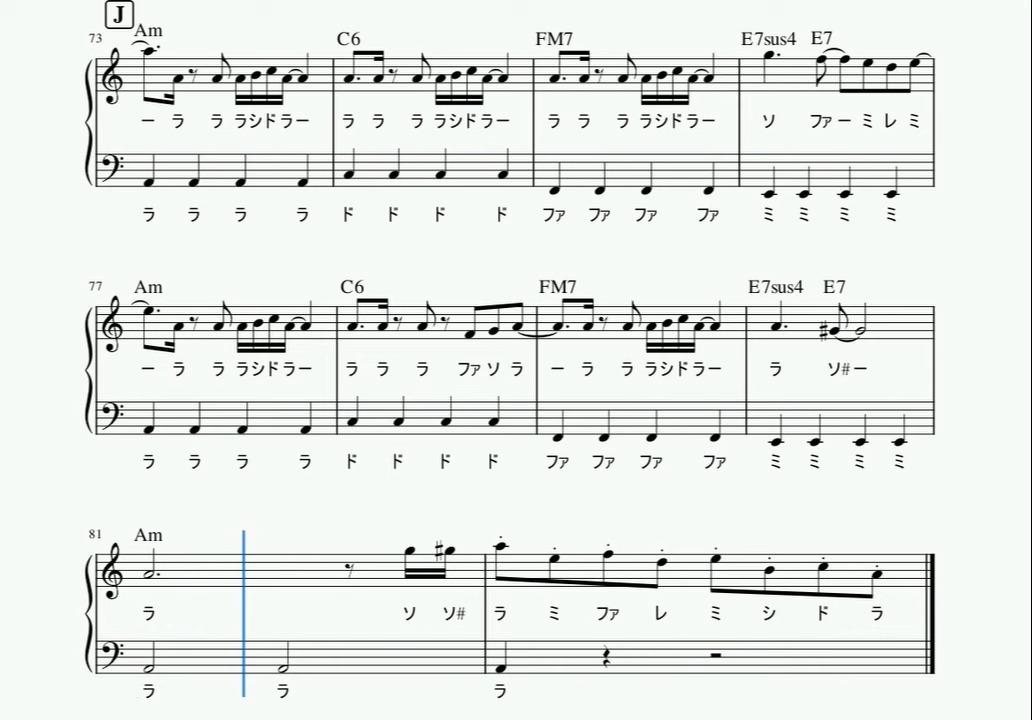 J
73 Am C6 FM7 E7sus4 E7
ー ラ ラ ラシドラー ラ ラ ラ ラシドラー ラ ラ ラ ラシドラー ソ ファー ミ レ ミ
ラ ラ ラ ラ ド ド ド ド ファ ファ ファ ファ ミ ミ ミ ミ
77 Am C6 FM7 E7sus4 E7
ー ラ ラ ラシドラー ラ ラ ラ ファ ソ ラ ー ラ ラ ラシドラー ラ ソ#ー
ラ ラ ラ ラ ド ド ド ド ファ ファ ファ ファ ミ ミ ミ ミ
81 Am
ラ ソ ソ# ラ ミ ファ レ ミ シ ド ラ
ラ ラ ラ